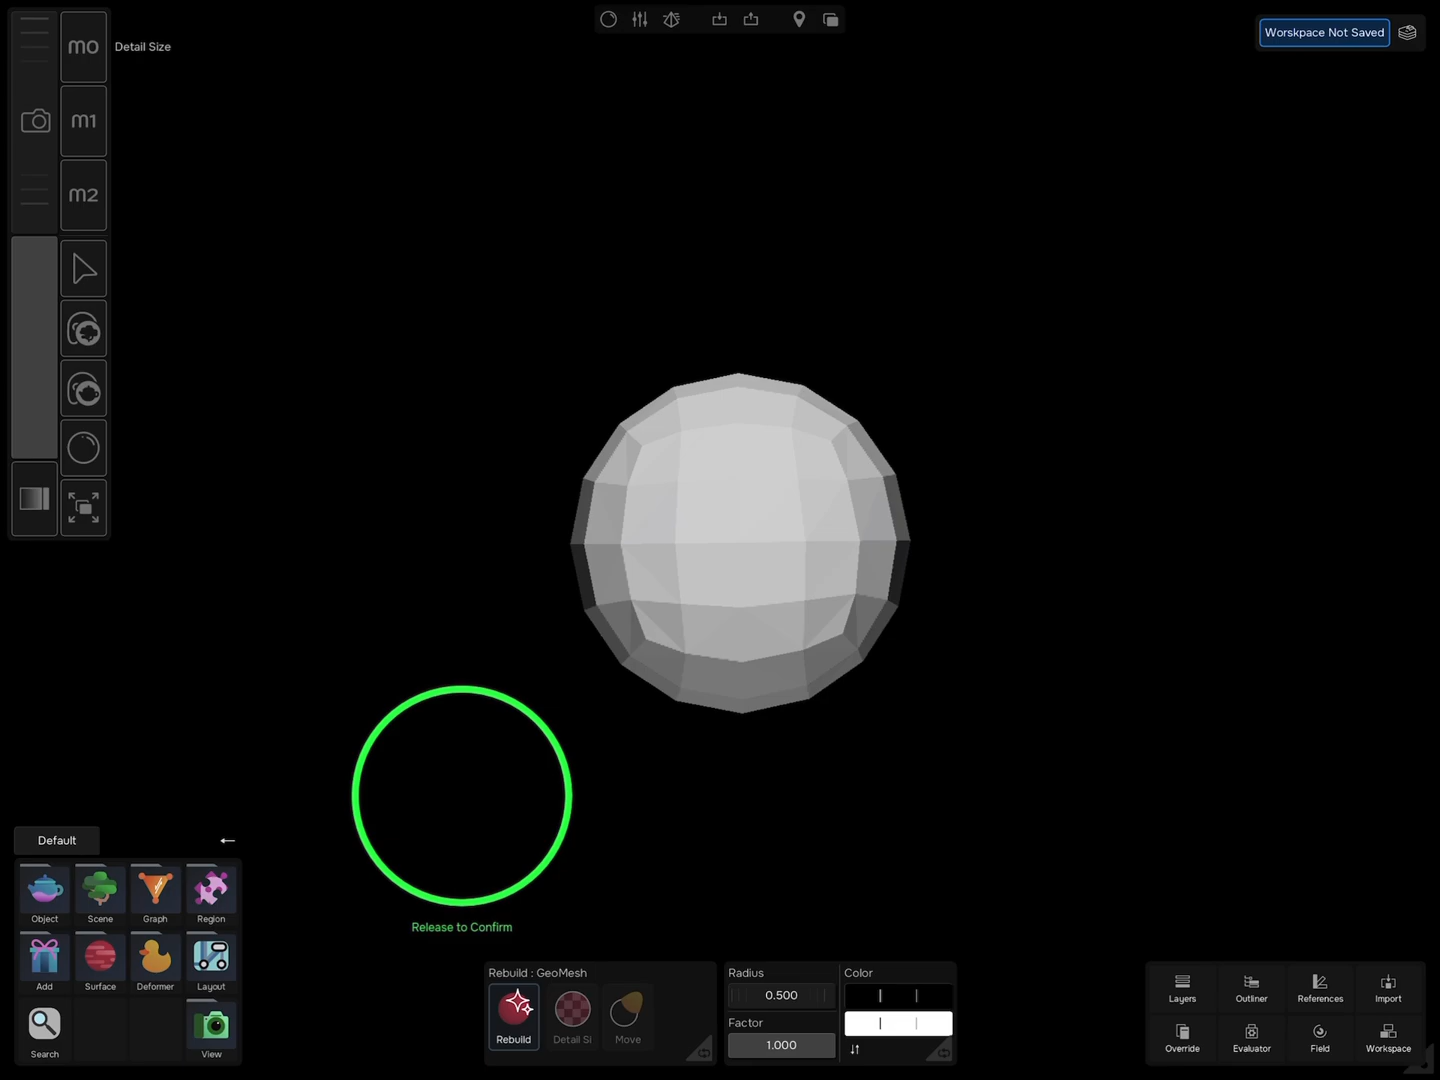 m0
Detail Size
Worskpace Not Saved
m1
m2
Release to Confirm
Default
Object
Scene
Graph
Region
Add
Surface
Deformer
Layout
Search
View
Rebuild : GeoMesh
Rebuild
Detail Si
Move
Radius
0.500
Factor
1.000
Color
Layers
Outliner
References
Import
Override
Evaluator
Field
Workspace